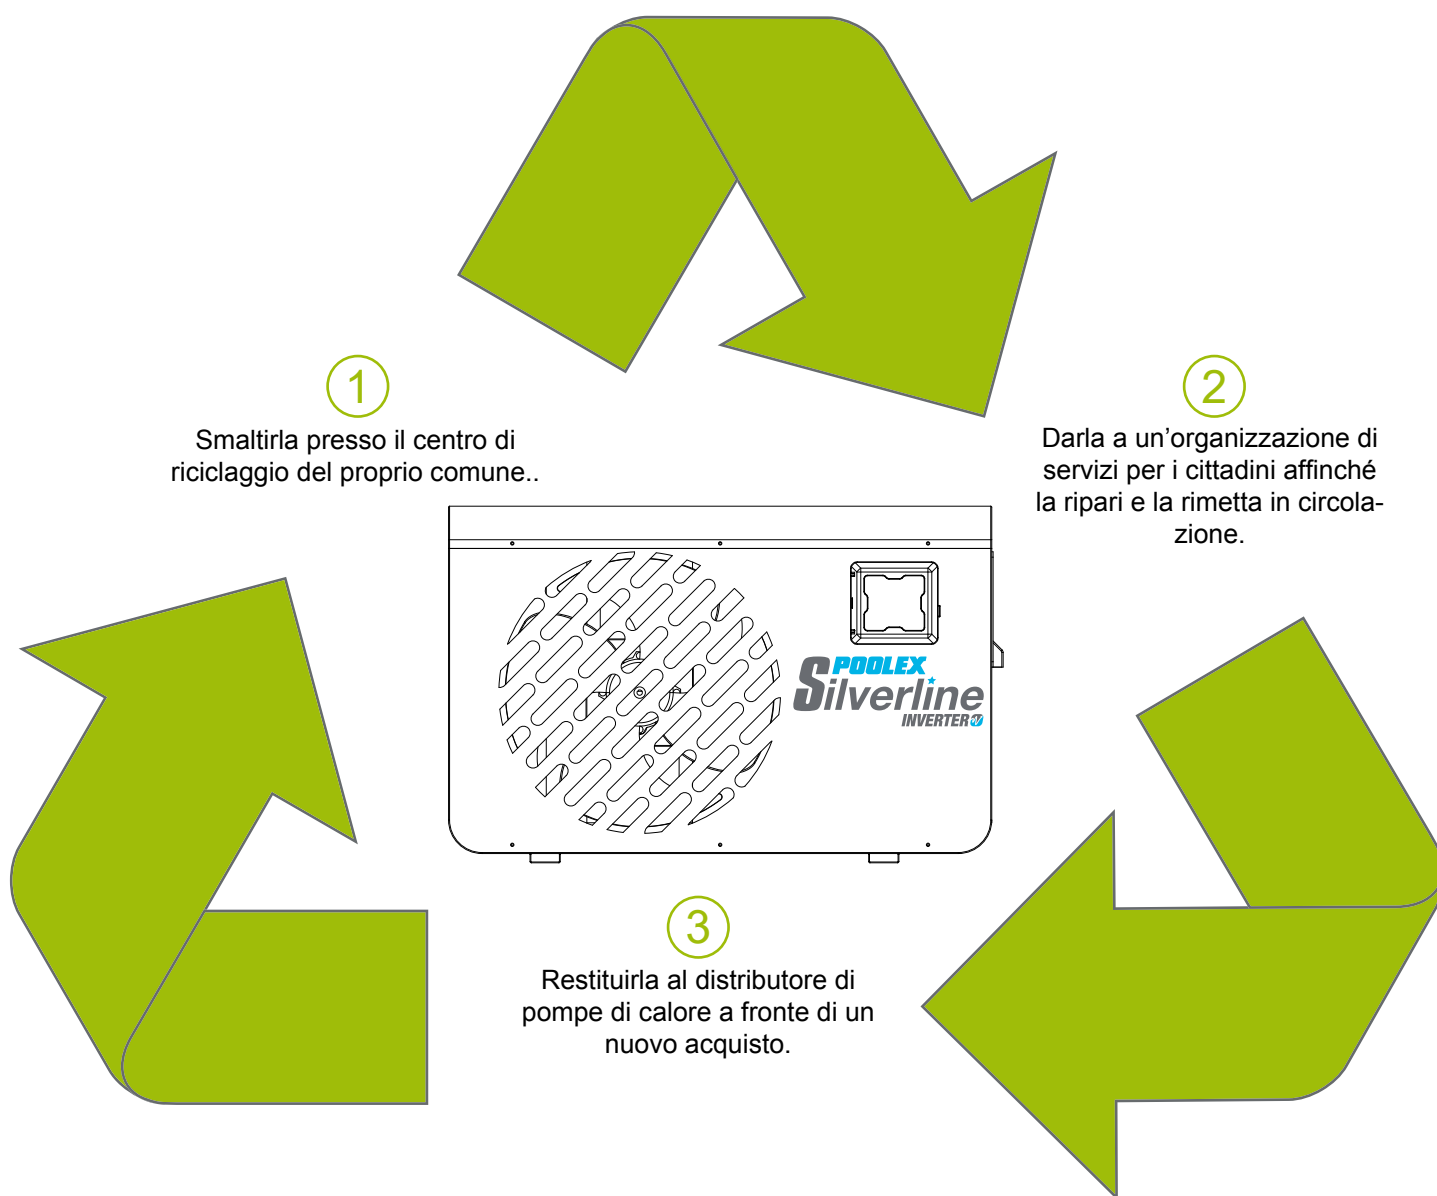 1
Smaltirla presso il centro di
riciclaggio del proprio comune..
2
Darla a un’organizzazione di
servizi per i cittadini affinché
la ripari e la rimetta in circola-
zione.
POOLEX
Silverline
INVERTER
3
Restituirla al distributore di
pompe di calore a fronte di un
nuovo acquisto.